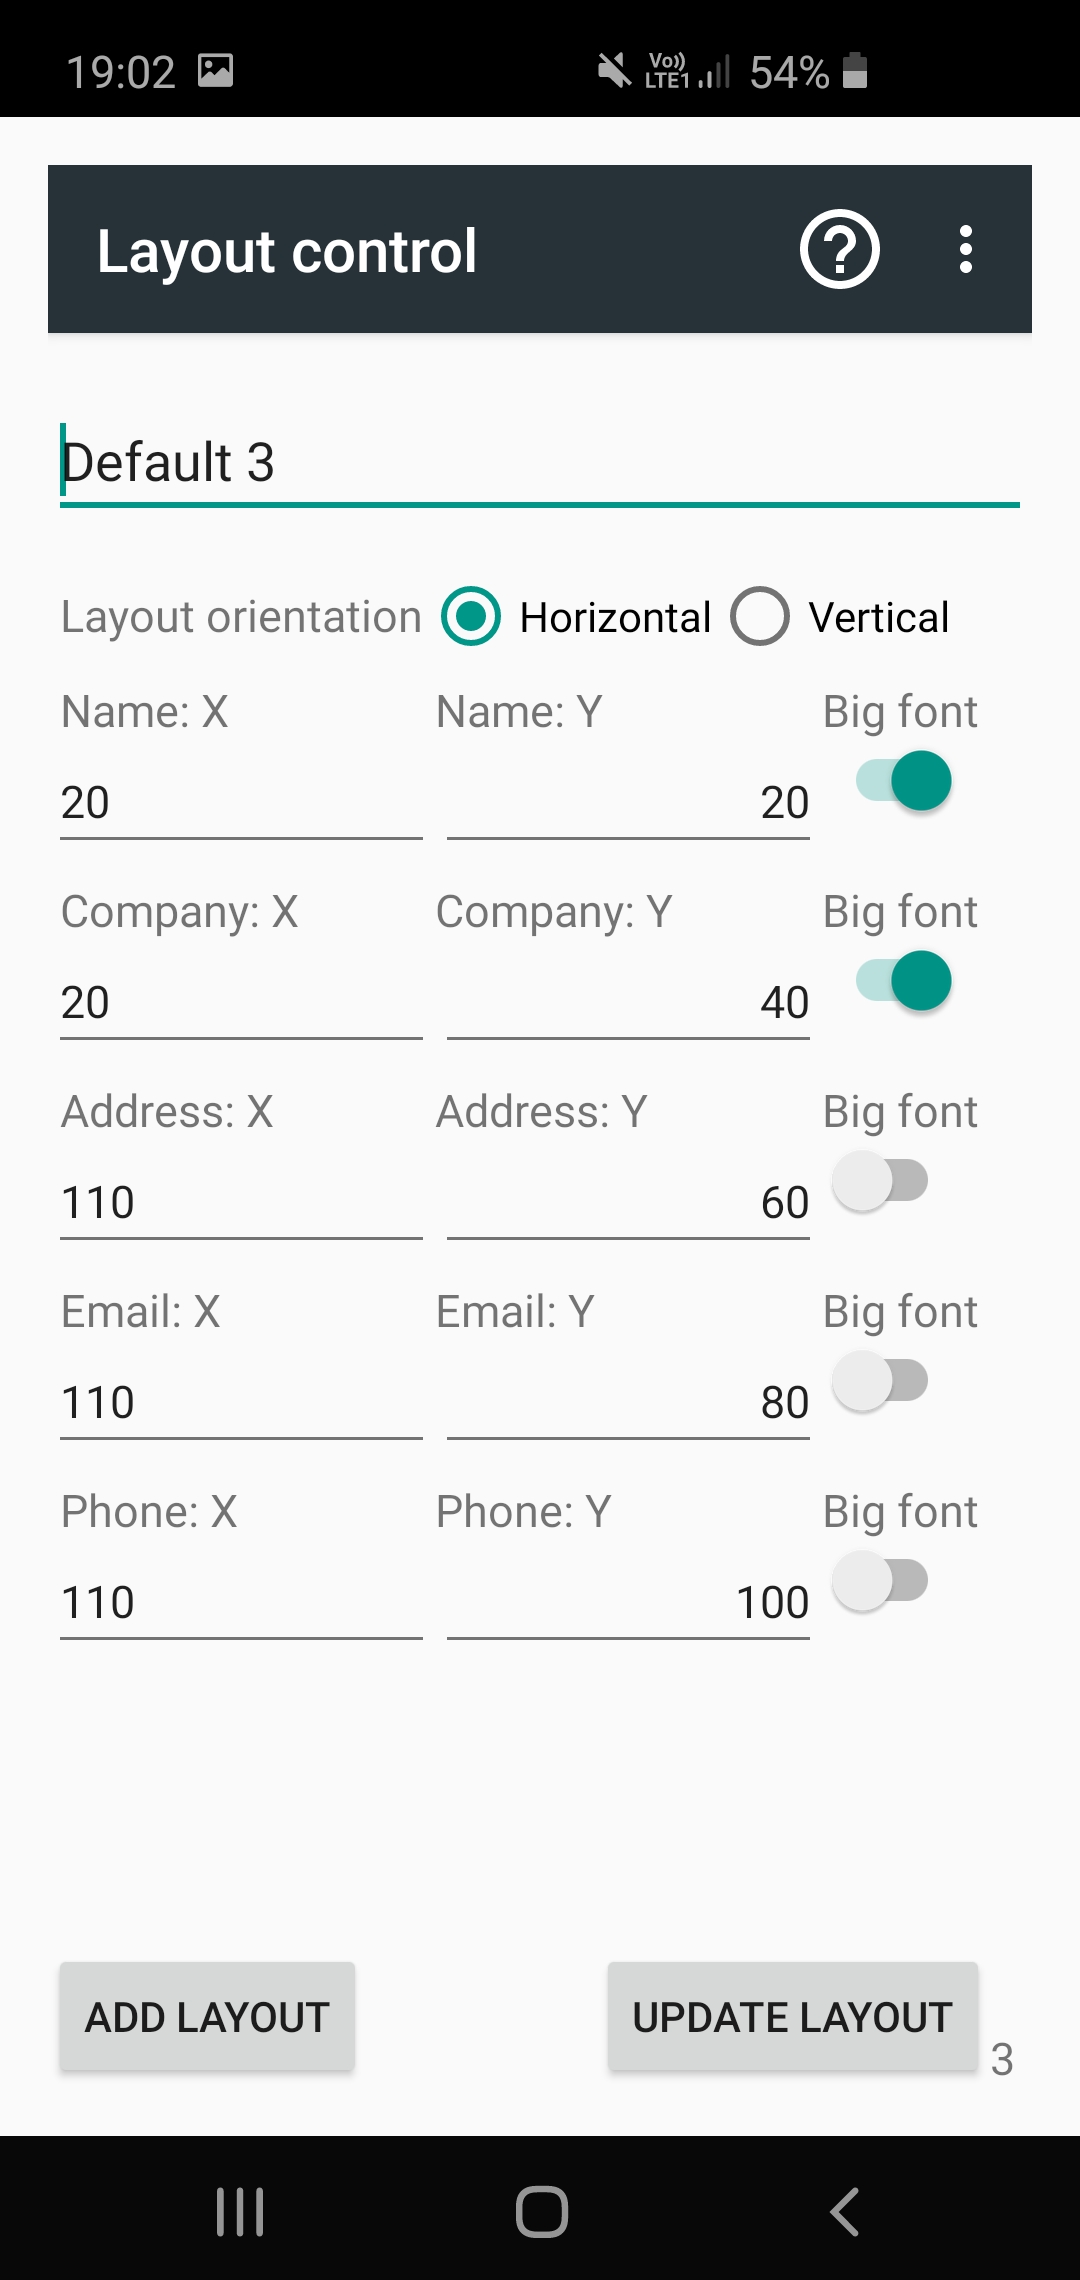 19:02 Vo)) LTE1 54%
Layout control
Default 3
Layout orientation Horizontal Vertical
Name: X Name: Y Big font
20 20
Company: X Company: Y Big font
20 40
Address: X Address: Y Big font
110 60
Email: X Email: Y Big font
110 80
Phone: X Phone: Y Big font
110 100
ADD LAYOUT UPDATE LAYOUT 3